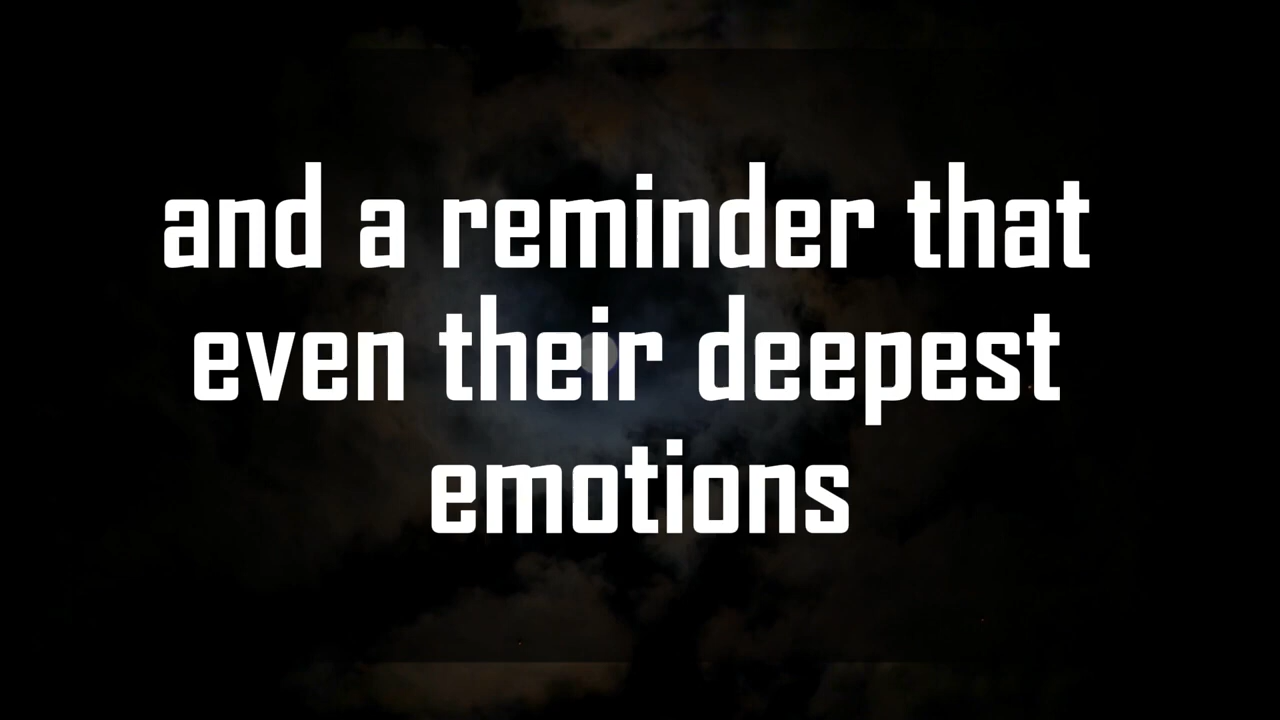 and a reminder that
even their deepest
emotions